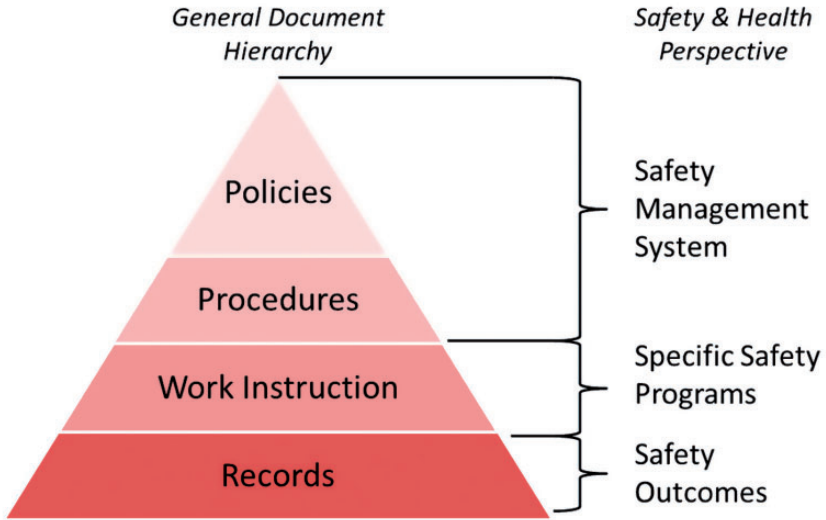 General Document
Hierarchy
Safety & Health
Perspective
Policies
Procedures
Work Instruction
Records
Safety
Management
System
Specific Safety
Programs
Safety
Outcomes